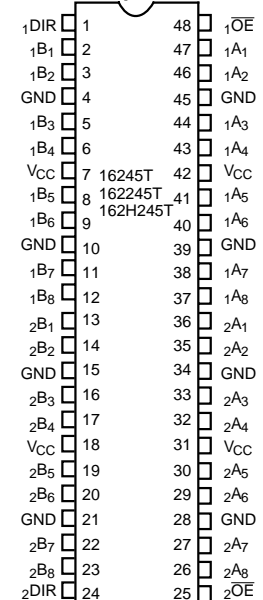 ₁DIR 1 48 ₁O̅E̅
₁B₁ 2 47 ₁A₁
₁B₂ 3 46 ₁A₂
GND 4 45 GND
₁B₃ 5 44 ₁A₃
₁B₄ 6 43 ₁A₄
VCC 7 16245T 42 VCC
₁B₅ 8 162245T 41 ₁A₅
162H245T
₁B₆ 9 40 ₁A₆
GND 10 39 GND
₁B₇ 11 38 ₁A₇
₁B₈ 12 37 ₁A₈
₂B₁ 13 36 ₂A₁
₂B₂ 14 35 ₂A₂
GND 15 34 GND
₂B₃ 16 33 ₂A₃
₂B₄ 17 32 ₂A₄
VCC 18 31 VCC
₂B₅ 19 30 ₂A₅
₂B₆ 20 29 ₂A₆
GND 21 28 GND
₂B₇ 22 27 ₂A₇
₂B₈ 23 26 ₂A₈
₂DIR 24 25 ₂O̅E̅